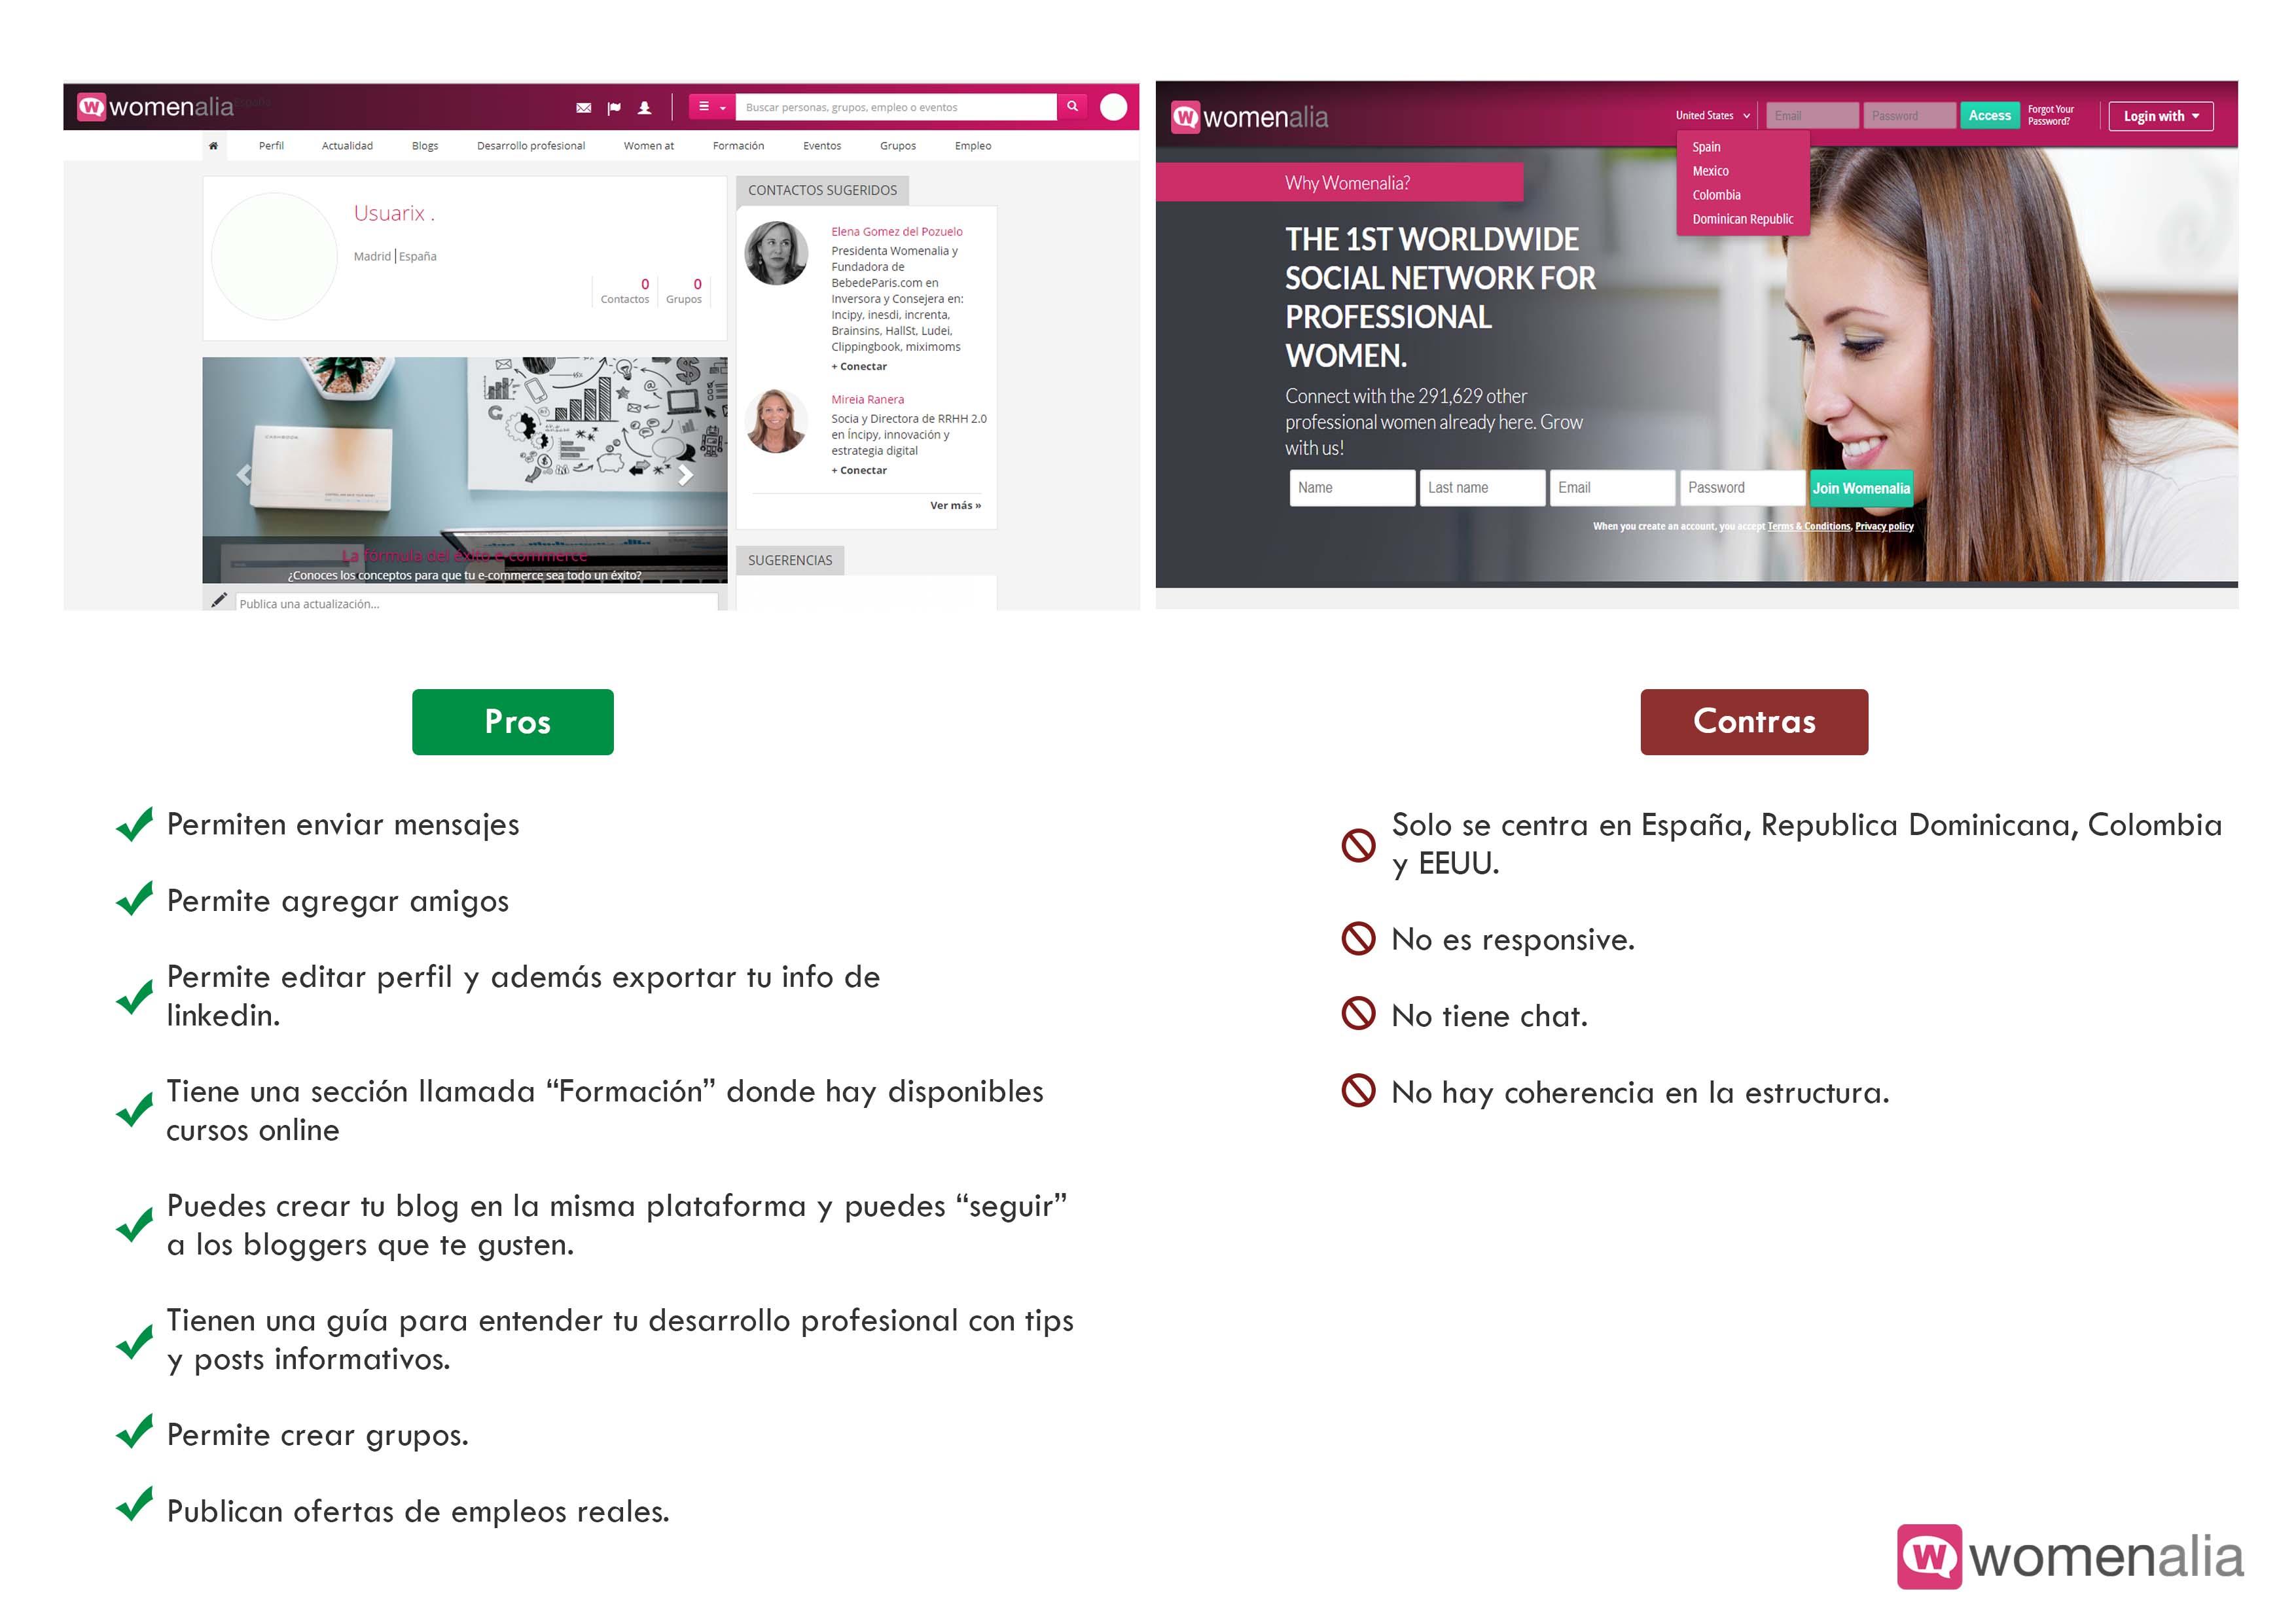 womenalia
España
Buscar personas, grupos, empleo o eventos
Perfil
Actualidad
Blogs
Desarrollo profesional
Women at
Formación
Eventos
Grupos
Empleo
Usuarix .
Madrid | España
0
Contactos
0
Grupos
CASHBOOK
La fórmula del éxito e-commerce
¿Conoces los conceptos para que tu e-commerce sea todo un éxito?
Publica una actualización...
CONTACTOS SUGERIDOS
Elena Gomez del Pozuelo
Presidenta Womenalia y
Fundadora de
BebedeParis.com en
Inversora y Consejera en:
Incipy, inesdi, increnta,
Brainsins, HallSt, Ludei,
Clippingbook, miximoms
+ Conectar
Mireia Ranera
Socia y Directora de RRHH 2.0
en Íncipy, innovación y
estrategia digital
+ Conectar
Ver más »
SUGERENCIAS
womenalia
United States
Email
Password
Access
Forgot Your
Password?
Login with
Spain
Mexico
Colombia
Dominican Republic
Why Womenalia?
THE 1ST WORLDWIDE
SOCIAL NETWORK FOR
PROFESSIONAL
WOMEN.
Connect with the 291,629 other
professional women already here. Grow
with us!
Name
Last name
Email
Password
Join Womenalia
When you create an account, you accept Terms & Conditions, Privacy policy
Pros
Permiten enviar mensajes
Permite agregar amigos
Permite editar perfil y además exportar tu info de
linkedin.
Tiene una sección llamada “Formación” donde hay disponibles
cursos online
Puedes crear tu blog en la misma plataforma y puedes “seguir”
a los bloggers que te gusten.
Tienen una guía para entender tu desarrollo profesional con tips
y posts informativos.
Permite crear grupos.
Publican ofertas de empleos reales.
Contras
Solo se centra en España, Republica Dominicana, Colombia
y EEUU.
No es responsive.
No tiene chat.
No hay coherencia en la estructura.
womenalia